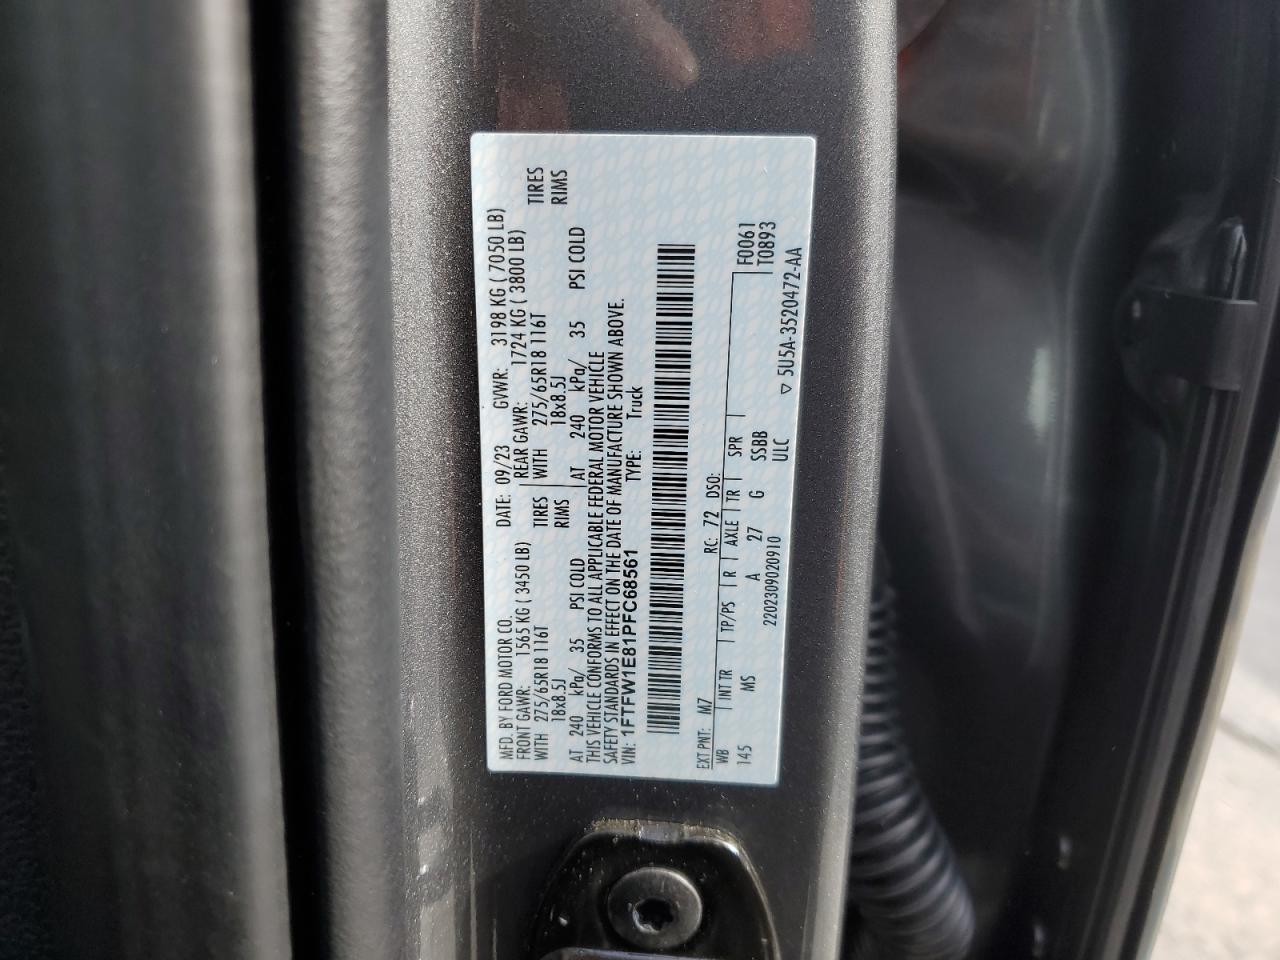 MFD. BY FORD MOTOR CO. DATE: 09/23 GVWR: 3198 KG ( 7050 LB)
FRONT GAWR: 1565 KG ( 3450 LB) REAR GAWR: 1724 KG ( 3800 LB)
WITH 275/65R18 116T TIRES WITH 275/65R18 116T TIRES
18x8.5J RIMS 18x8.5J RIMS
AT 240 kPa/ 35 PSI COLD AT 240 kPa/ 35 PSI COLD
THIS VEHICLE CONFORMS TO ALL APPLICABLE FEDERAL MOTOR VEHICLE
SAFETY STANDARDS IN EFFECT ON THE DATE OF MANUFACTURE SHOWN ABOVE.
VIN: 1FTFW1E81PFC68561 TYPE: Truck
EXT PNT: M7 RC: 72 DSO:
WB INT TR TP/PS R AXLE TR SPR F0061
145 MS A 27 G SSBB T0893
2202309020910 ULC ▽ 5U5A-3520472-AA